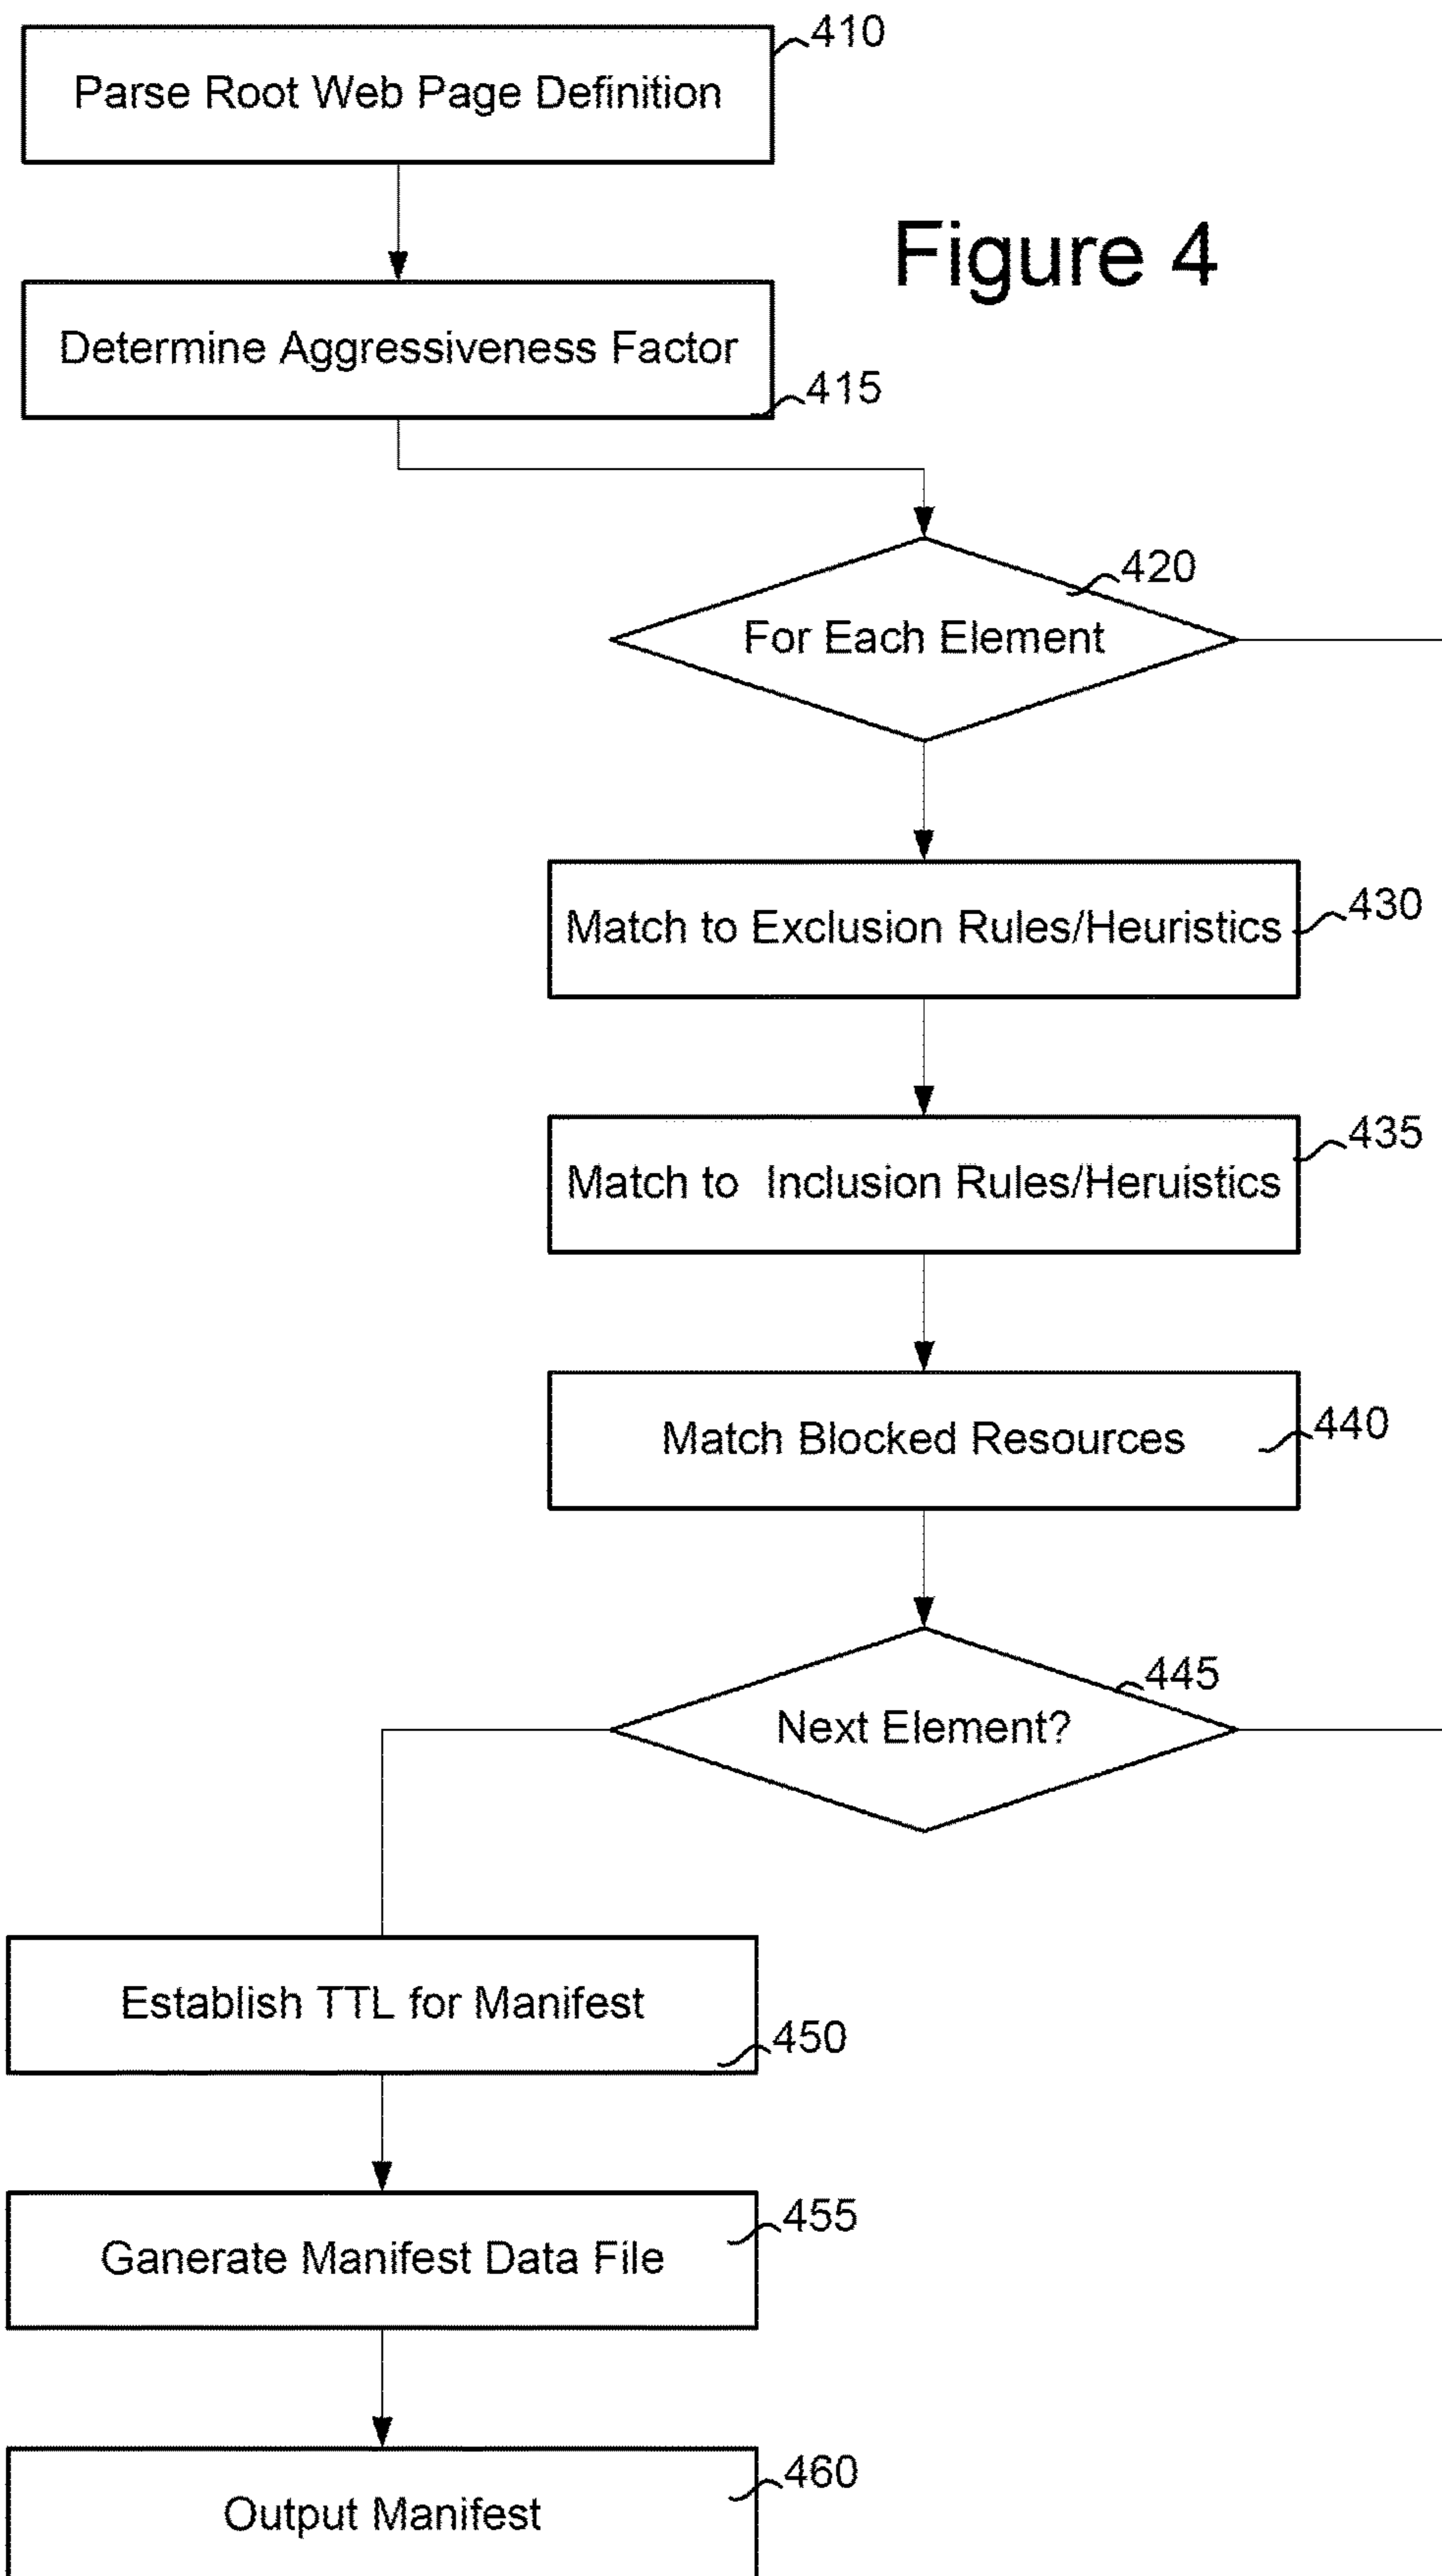 410
Parse Root Web Page Definition
Figure 4
Determine Aggressiveness Factor
415
420
For Each Element
430
Match to Exclusion Rules/Heuristics
435
Match to  Inclusion Rules/Heruistics
440
Match Blocked Resources
445
Next Element?
Establish TTL for Manifest
450
455
Ganerate Manifest Data File
460
Output Manifest